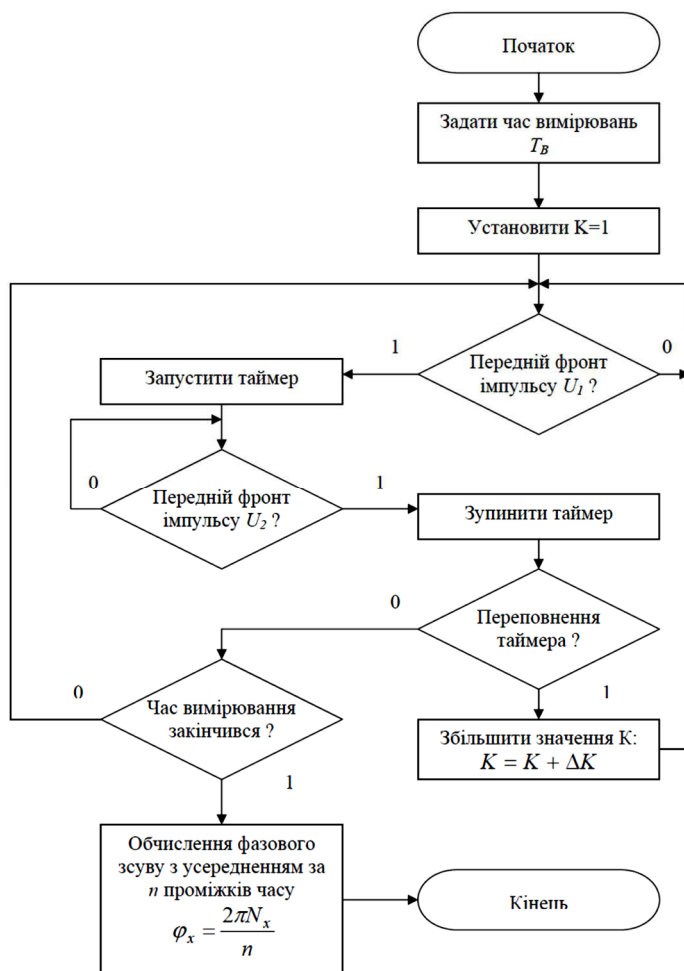 Початок
Задати час вимірювань
T_B
Установити K=1
1
0
Запустити таймер
Передній фронт
імпульсу U_1 ?
0
1
Передній фронт
імпульсу U_2 ?
Зупинити таймер
0
Переповнення
таймера ?
0
1
Час вимірювання
закінчився ?
Збільшити значення К:
K = K + ΔK
1
Обчислення фазового
зсуву з усередненням за
n проміжків часу
φ_x = 2πN_x / n
Кінець